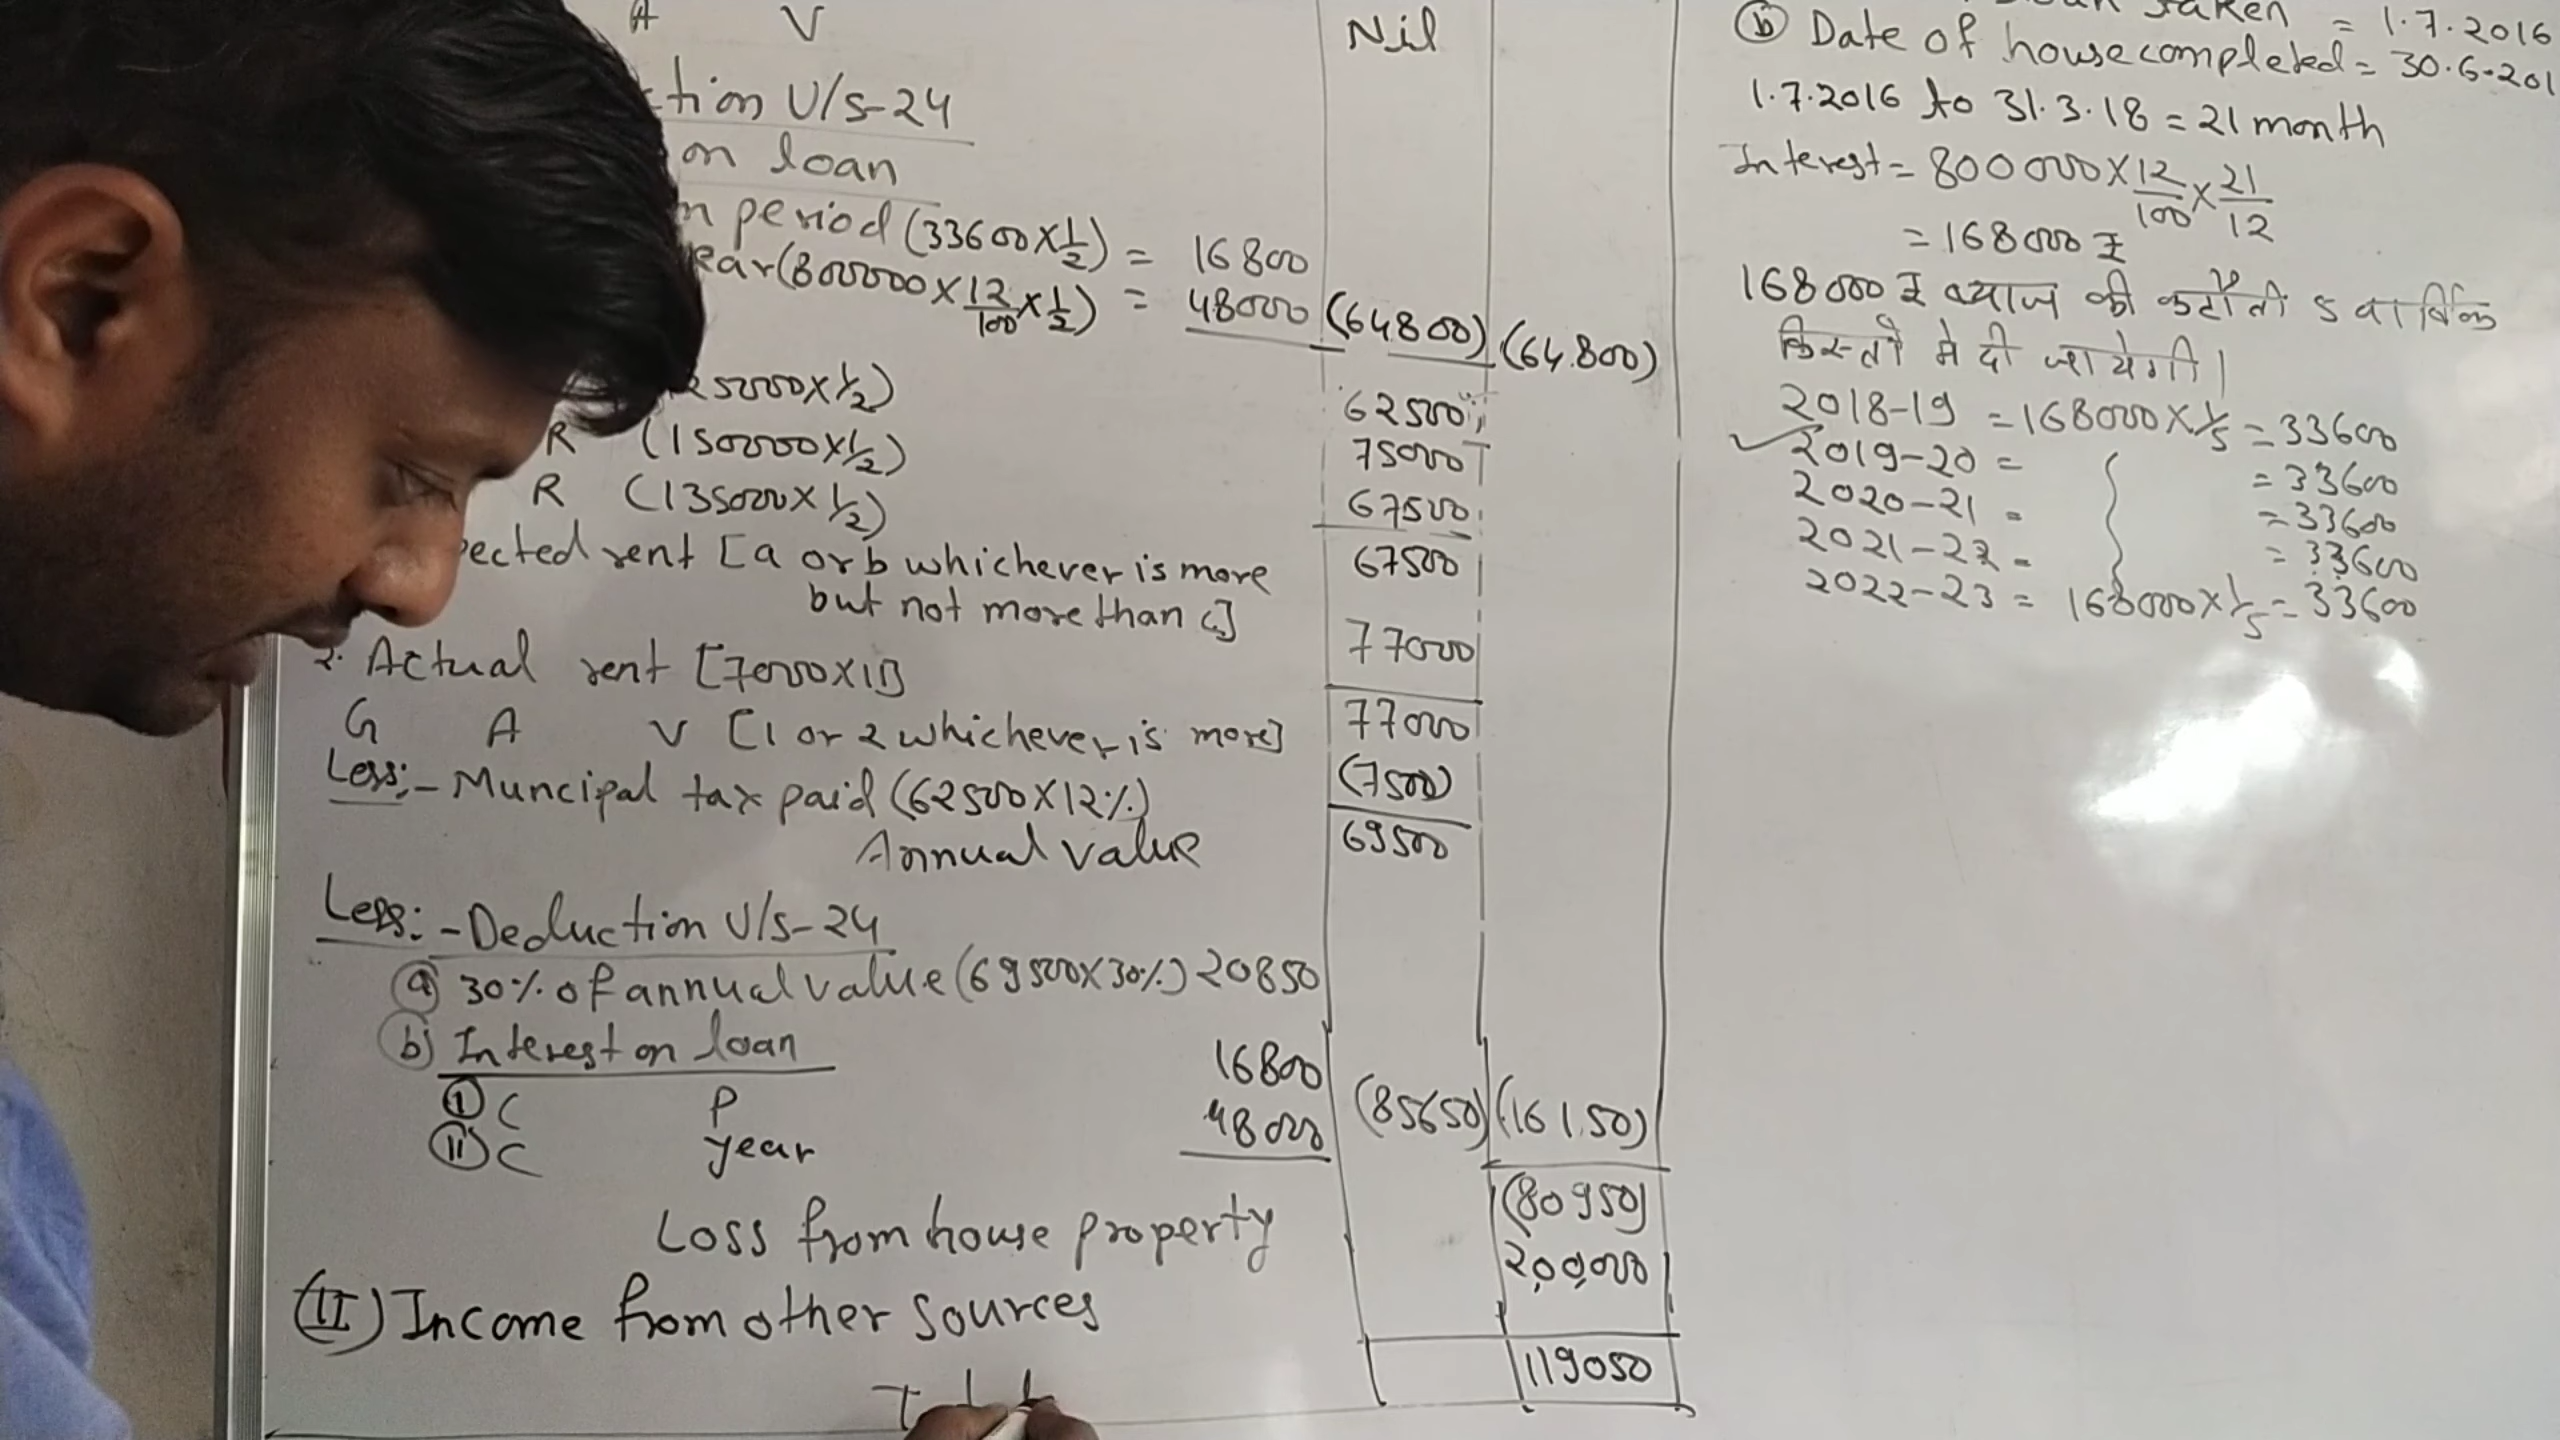 A V Nil
ction U/s-24
on loan
n period (33600×1/2) = 16800
ear (800000×12/100×1/2) = 48000 (64800) (64800)
25000×1/2) 62500
R (150000×1/2) 75000
R (135000×1/2) 67500
pected rent [a or b whichever is more 67500
but not more than c]
2. Actual rent [7000×11] 77000
G A V [1 or 2 whichever is more] 77000
Less:- Muncipal tax paid (62500×12%) (7500)
Annual value 69500
Less:- Deduction U/s-24
(a) 30% of annual value (69500×30%) 20850
(b) Interest on loan
(I) C P 16800
(II) C year 48000 (85650) (16150)
Loss from house property (80950)
(II) Income from other sources 2,00,000
119050
taken = 1.7.2016
(b) Date of house completed = 30.6.201
1.7.2016 to 31.3.18 = 21 month
Interest = 800000×12/100×21/12
= 168000 ₹
168000 ₹ ब्याज की कटौती 5 वार्षिक
किस्तों मे दी जायेगी।
2018-19 = 168000×1/5 = 33600
2019-20 = = 33600
2020-21 = = 33600
2021-22 = = 33600
2022-23 = 168000×1/5 = 33600